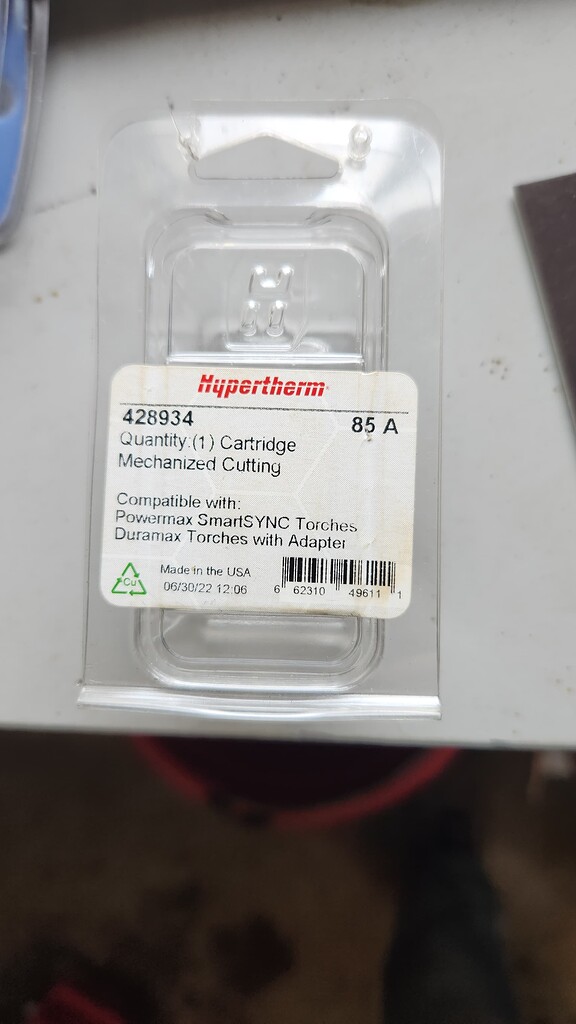 Hypertherm
428934 85 A
Quantity:(1) Cartridge
Mechanized Cutting
Compatible with:
Powermax SmartSYNC Torches
Duramax Torches with Adapter
Cu
Made in the USA
06/30/22 12:06
6 62310 49611 1